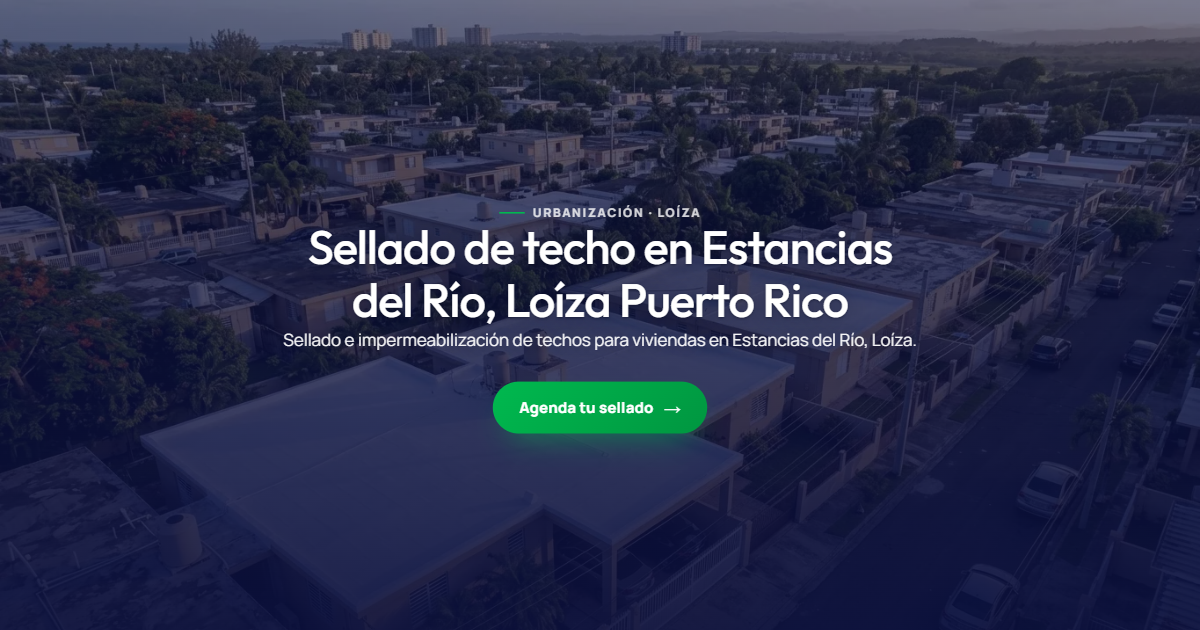 URBANIZACIÓN · LOÍZA
Sellado de techo en Estancias
del Río, Loíza Puerto Rico
Sellado e impermeabilización de techos para viviendas en Estancias del Río, Loíza.
Agenda tu sellado →